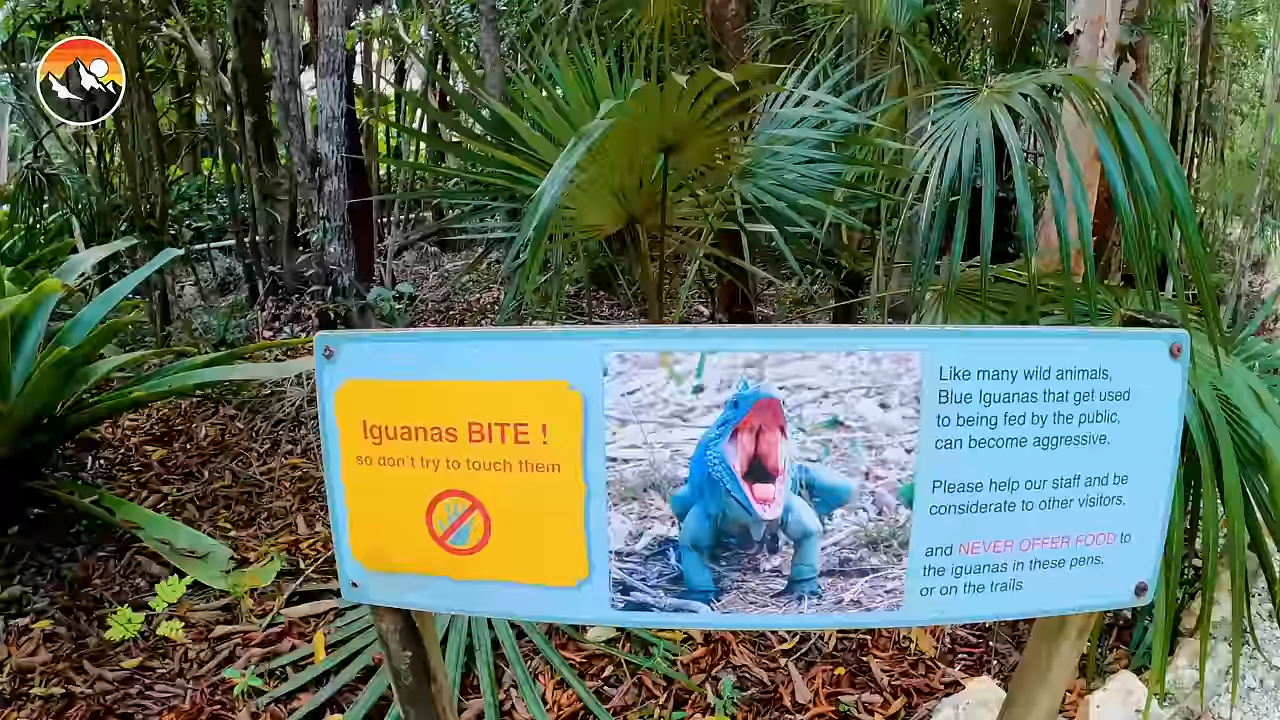 Iguanas BITE !
so don't try to touch them
Like many wild animals,
Blue Iguanas that get used
to being fed by the public,
can become aggressive.
Please help our staff and be
considerate to other visitors.
and NEVER OFFER FOOD to
the iguanas in these pens.
or on the trails